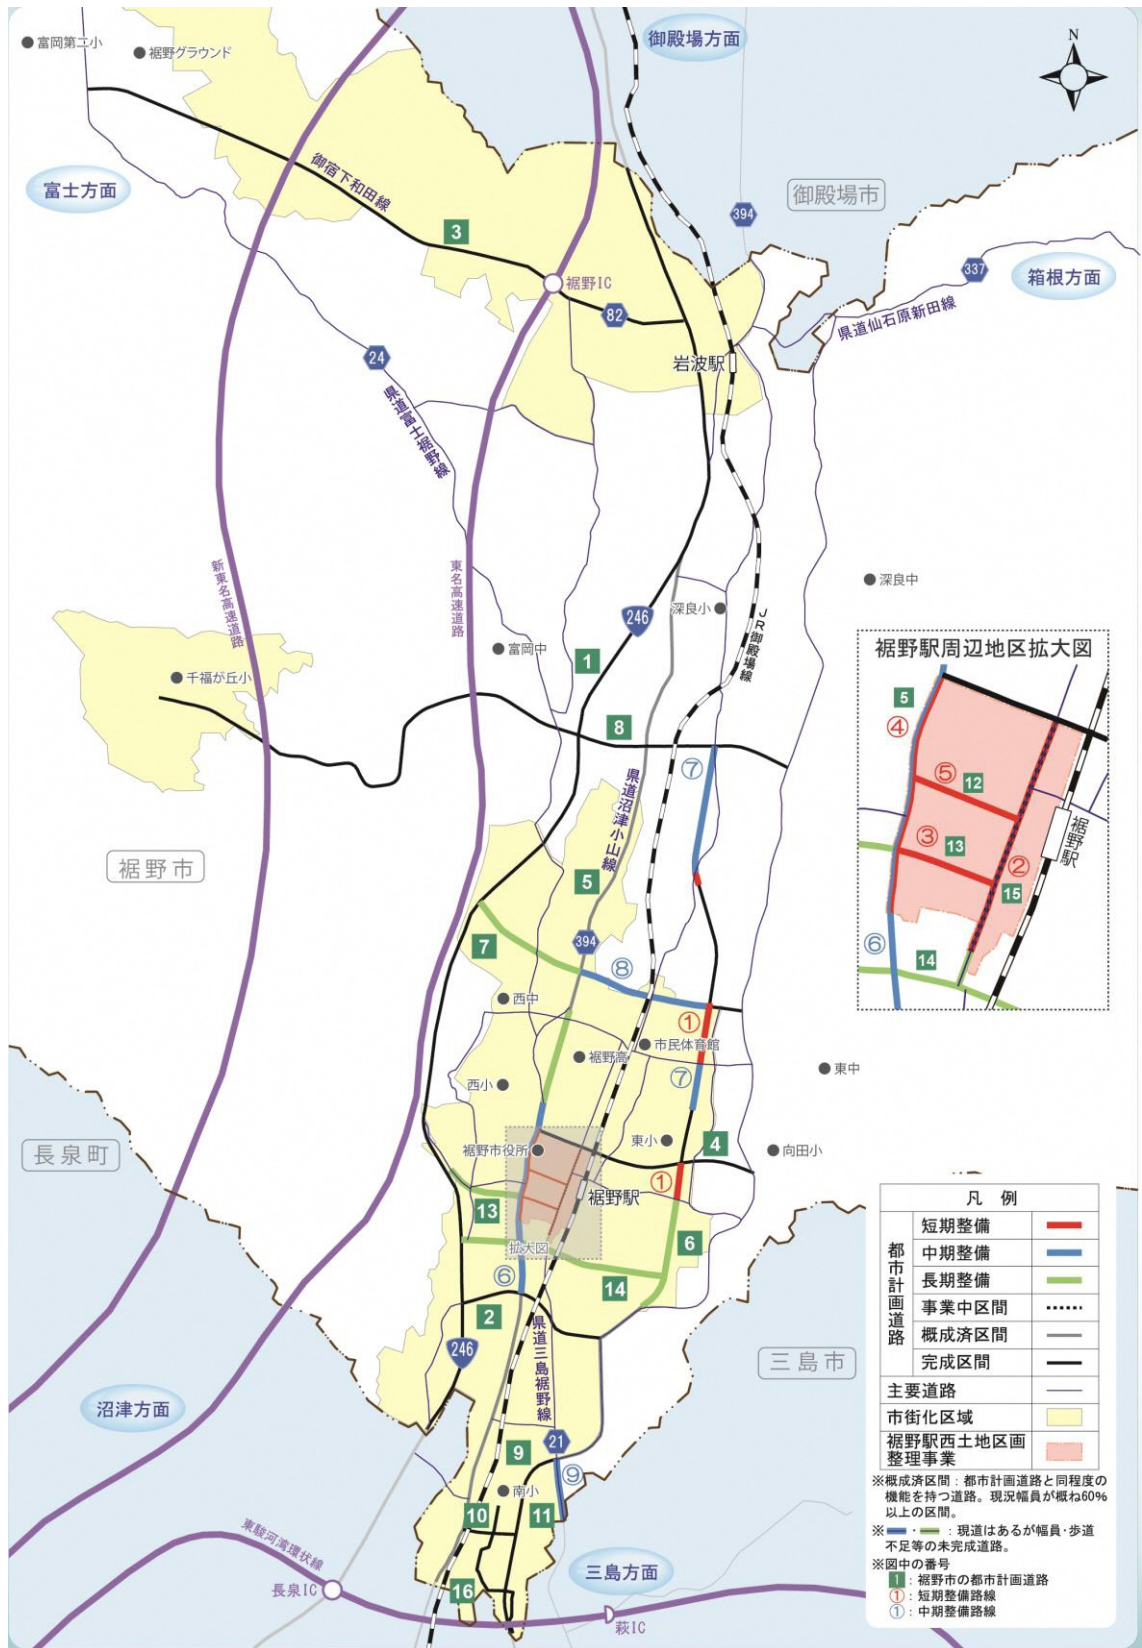 富岡第二小
裾野グラウンド
御殿場方面
N
富士方面
御宿下和田線
3
394
御殿場市
337
箱根方面
県道仙石原新田線
裾野IC
82
24
岩波駅
県道富士裾野線
新東名高速道路
東名高速道路
246
深良小
JR御殿場線
深良中
富岡中
1
千福が丘小
8
⑦
県道沼津小山線
裾野駅周辺地区拡大図
5
④
⑤
12
③
13
②
15
裾野駅
⑥
14
裾野市
5
7
394
⑧
西中
①
市民体育館
裾野高
⑦
西小
東中
長泉町
裾野市役所
東小
4
向田小
①
裾野駅
13
拡大図
6
⑥
14
2
県道三島裾野線
246
三島市
沼津方面
9
21
⑨
南小
10
11
東駿河湾環状線
長泉IC
16
三島方面
萩IC
凡 例
都市計画道路
短期整備
中期整備
長期整備
事業中区間
概成済区間
完成区間
主要道路
市街化区域
裾野駅西土地区画
整理事業
※概成済区間:都市計画道路と同程度の
機能を持つ道路。現況幅員が概ね60%
以上の区間。
※ ・ :現道はあるが幅員・歩道
不足等の未完成道路。
※図中の番号
1:裾野市の都市計画道路
①:短期整備路線
①:中期整備路線